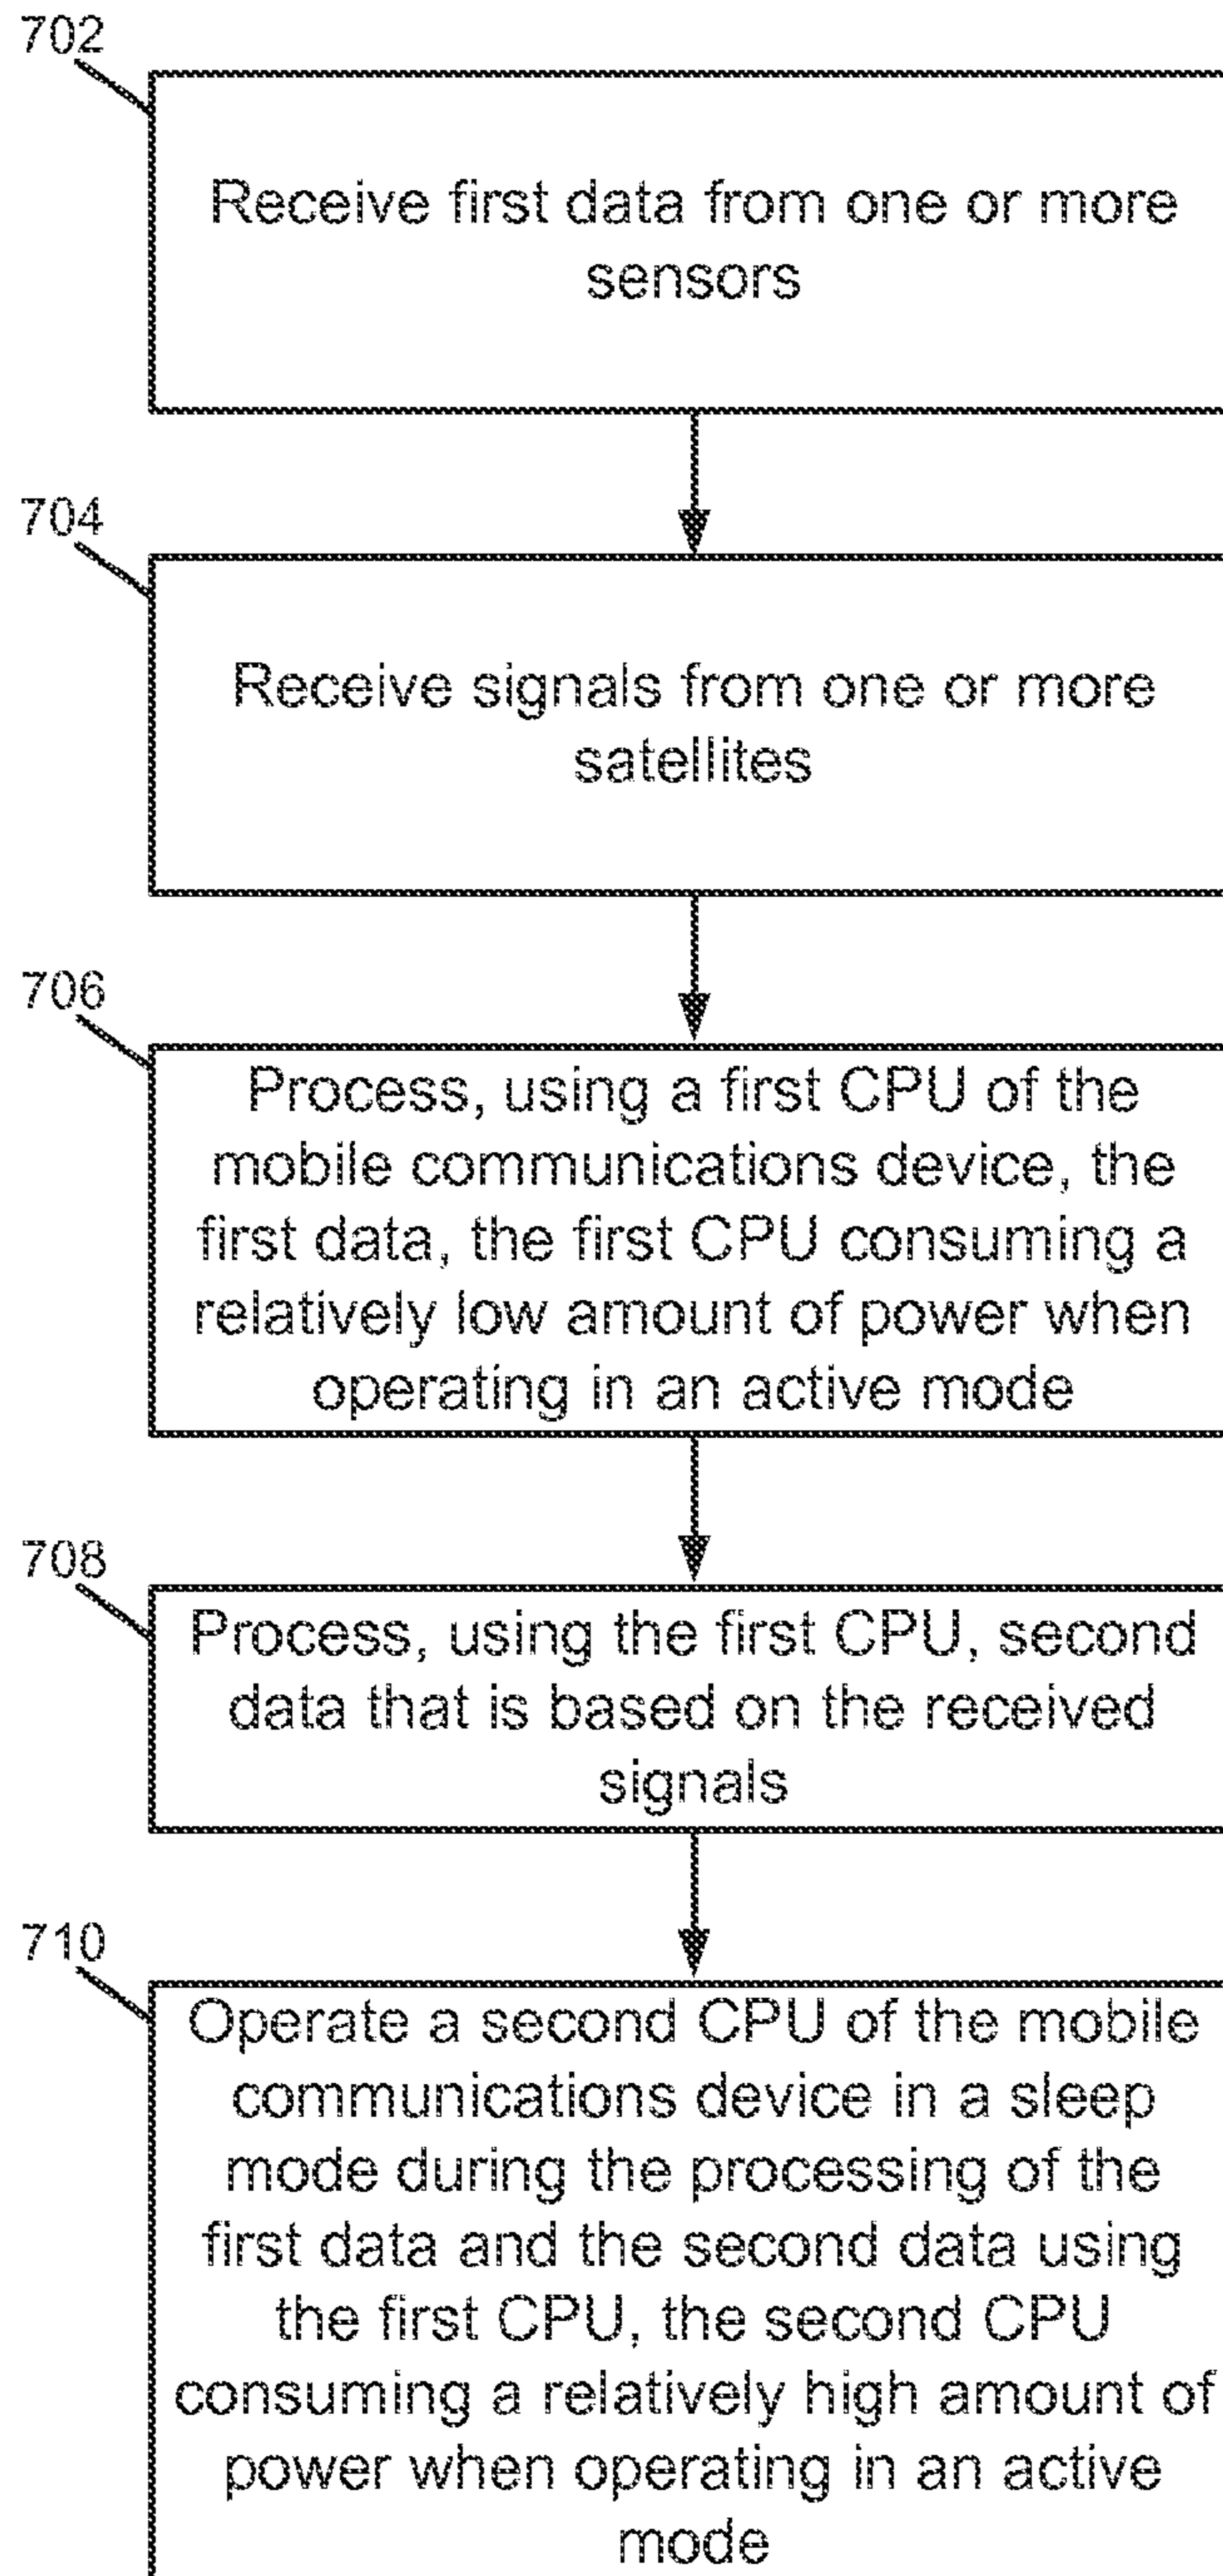 702
Receive first data from one or more
sensors
704
Receive signals from one or more
satellites
706
Process, using a first CPU of the
mobile communications device, the
first data, the first CPU consuming a
relatively low amount of power when
operating in an active mode
708
Process, using the first CPU, second
data that is based on the received
signals
710
Operate a second CPU of the mobile
communications device in a sleep
mode during the processing of the
first data and the second data using
the first CPU, the second CPU
consuming a relatively high amount of
power when operating in an active
mode